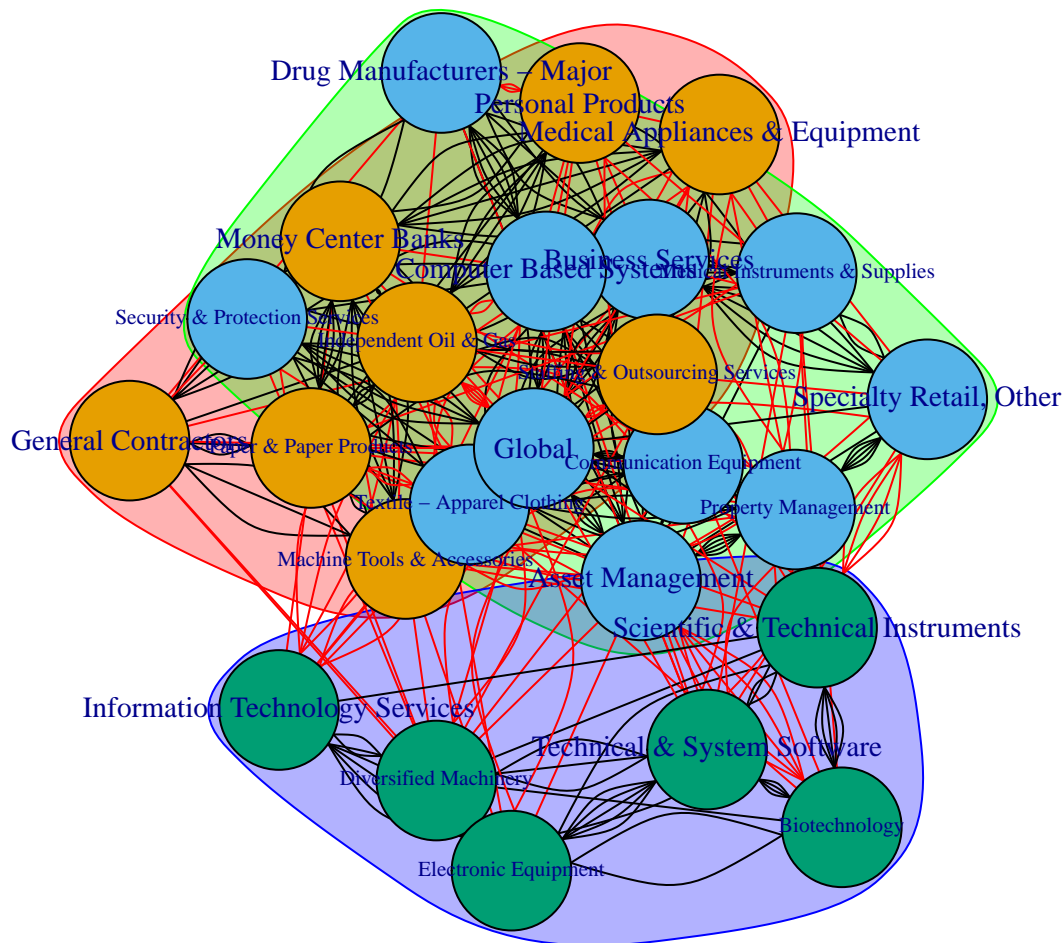 Drug Manufacturers – Major
Personal Products
Medical Appliances & Equipment
Money Center Banks
Business Services
Computer Based Systems
Medical Instruments & Supplies
Security & Protection Services
Independent Oil & Gas
Staffing & Outsourcing Services
Specialty Retail, Other
General Contractors
Paper & Paper Products
Global
Communication Equipment
Textile – Apparel Clothing
Property Management
Machine Tools & Accessories
Asset Management
Scientific & Technical Instruments
Information Technology Services
Technical & System Software
Diversified Machinery
Biotechnology
Electronic Equipment